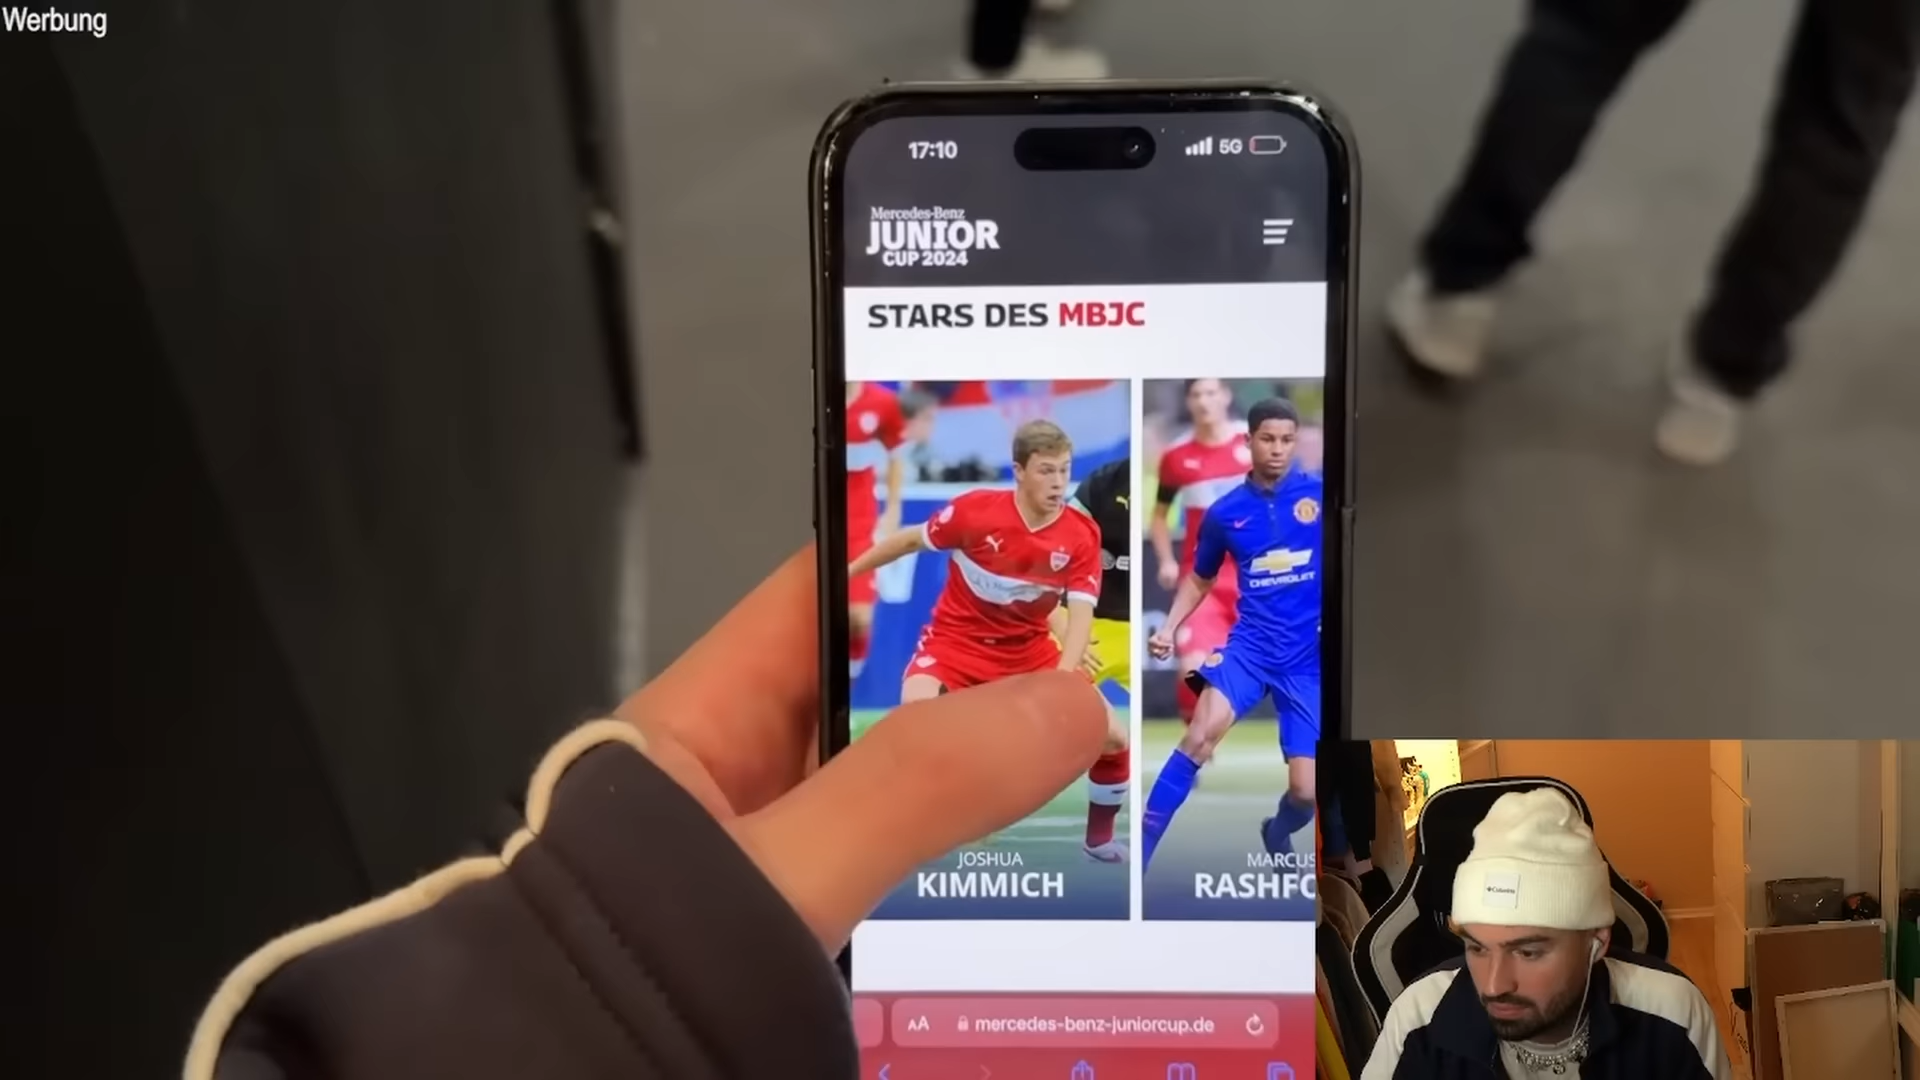 Werbung
17:10
5G
Mercedes-Benz
JUNIOR
CUP 2024
STARS DES MBJC
CHEVROLET
JOSHUA
KIMMICH
MARCUS
RASHFO
AA mercedes-benz-juniorcup.de
Columbia